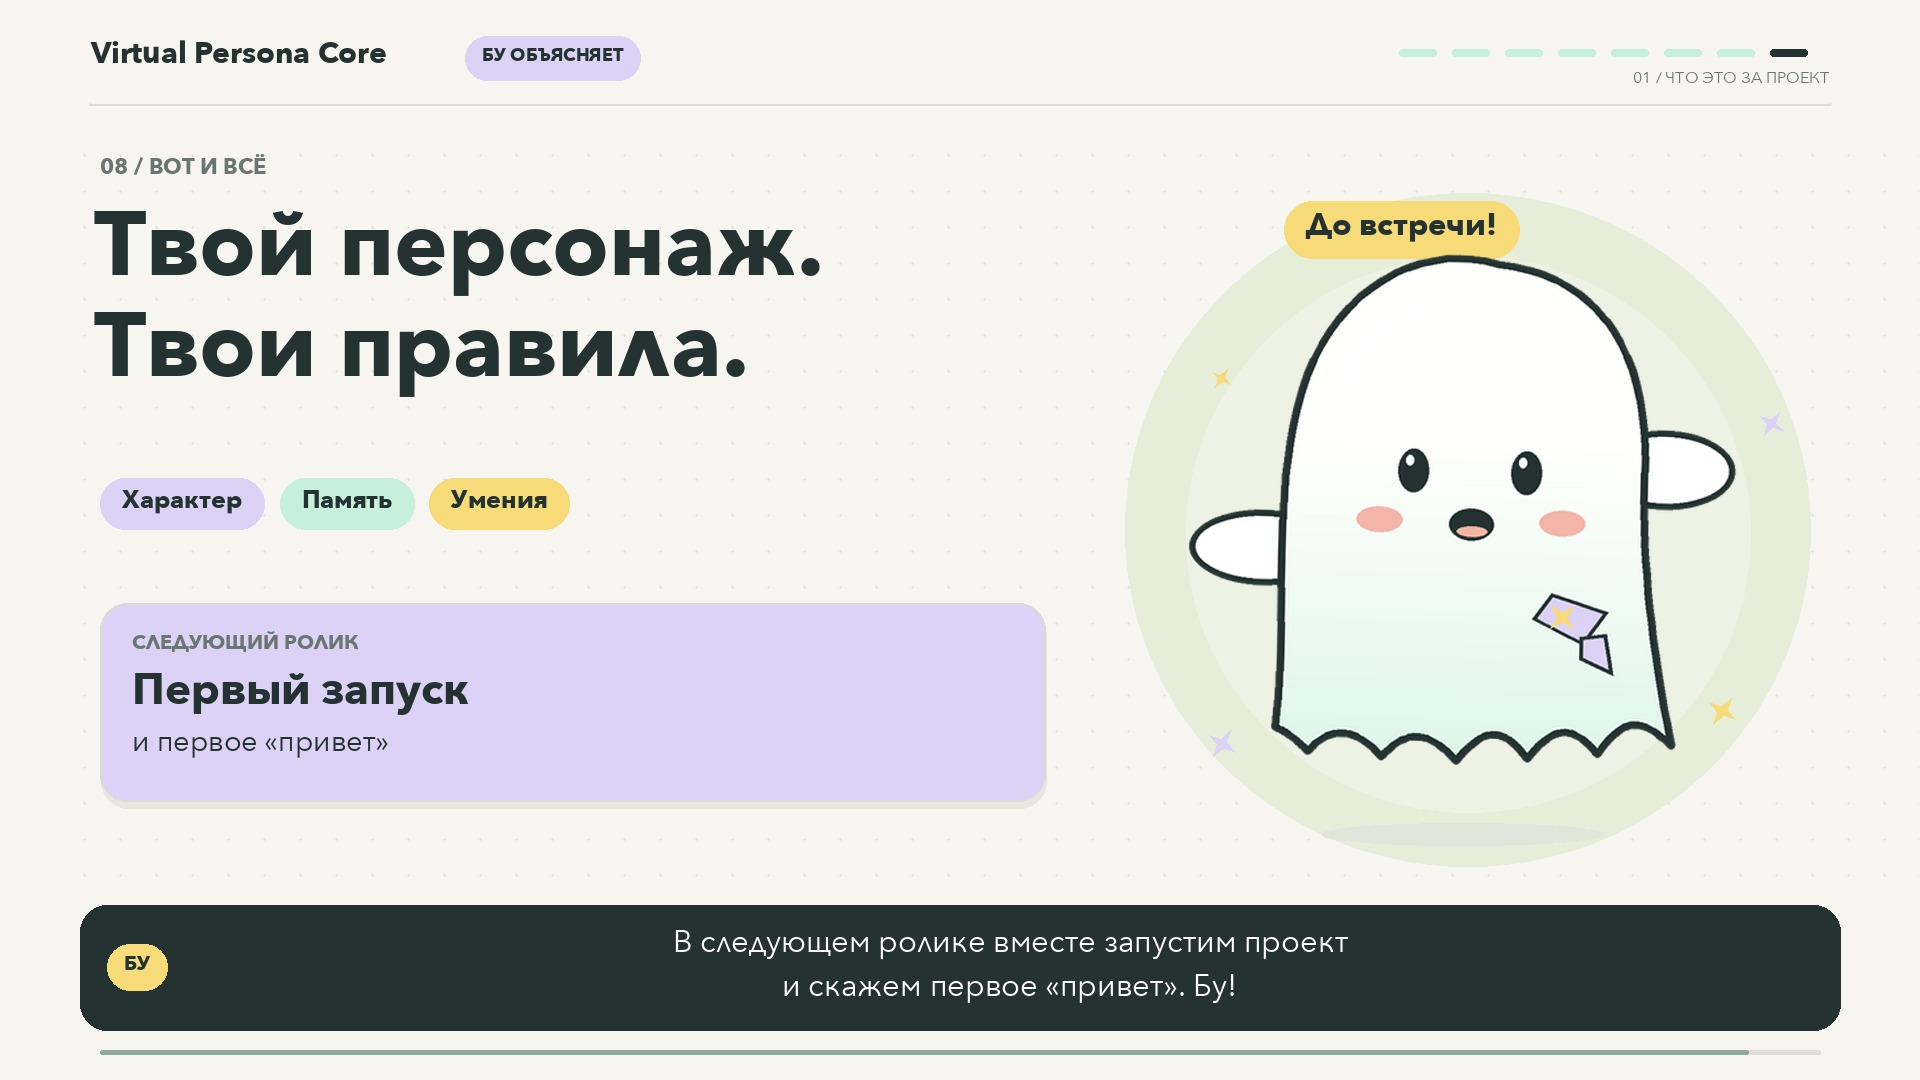 Virtual Persona Core
БУ ОБЪЯСНЯЕТ
01 / ЧТО ЭТО ЗА ПРОЕКТ
08 / ВОТ И ВСЁ
Твой персонаж.
Твои правила.
До встречи!
Характер
Память
Умения
СЛЕДУЮЩИЙ РОЛИК
Первый запуск
и первое «привет»
БУ
В следующем ролике вместе запустим проект
и скажем первое «привет». Бу!